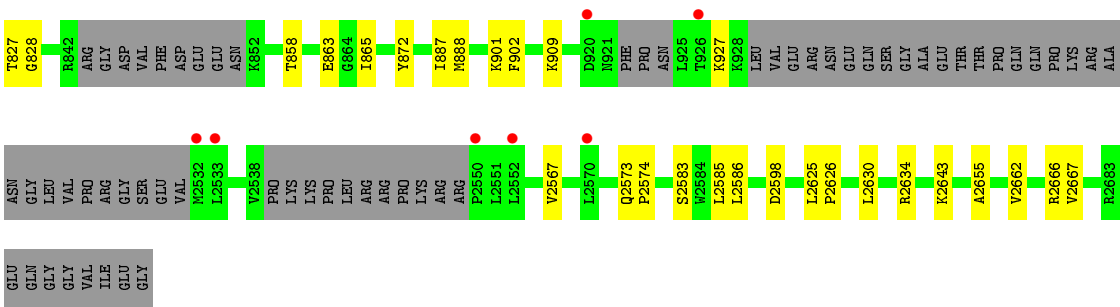 T827 G828 R842 ARG GLY ASP VAL PHE ASP GLU GLU ASN K852 T858 E863 G864 I865 Y872 I887 M888 K901 F902 K909 D920 N921 PHE PRO ASN L925 T926 K927 K928 LEU VAL GLU ARG ASN GLU GLN SER GLY ALA GLU THR THR PRO GLN GLN PRO LYS ARG ALA
ASN GLY LEU VAL PRO ARG GLY SER GLU VAL M2532 L2533 V2538 PRO LYS LYS PRO LEU ARG ARG PRO LYS ARG ARG P2550 L2551 L2552 V2567 L2570 Q2573 P2574 S2583 W2584 L2585 L2586 D2598 L2625 P2626 L2630 R2634 K2643 A2655 V2662 R2666 V2667 R2683
GLU GLN GLY GLY VAL ILE GLU GLY